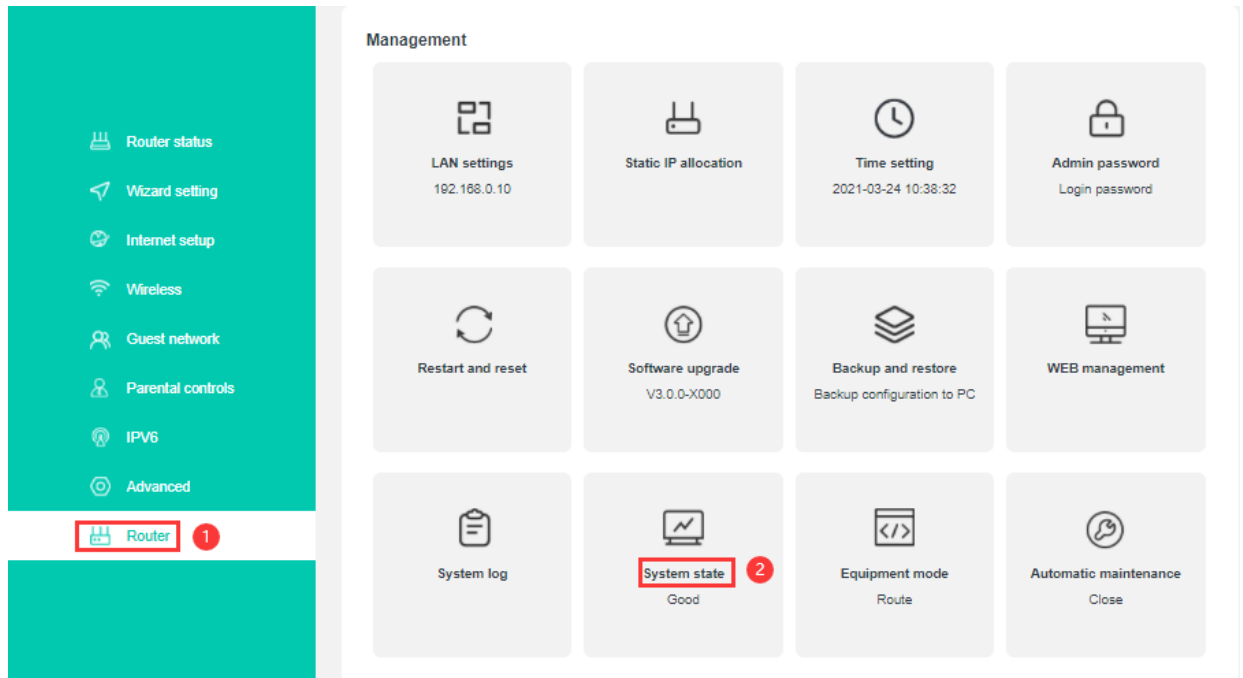 Management
Router status
Wizard setting
Internet setup
Wireless
Guest network
Parental controls
IPV6
Advanced
Router 1
LAN settings
192.168.0.10
Static IP allocation
Time setting
2021-03-24 10:38:32
Admin password
Login password
Restart and reset
Software upgrade
V3.0.0-X000
Backup and restore
Backup configuration to PC
WEB management
System log
System state 2
Good
Equipment mode
Route
Automatic maintenance
Close